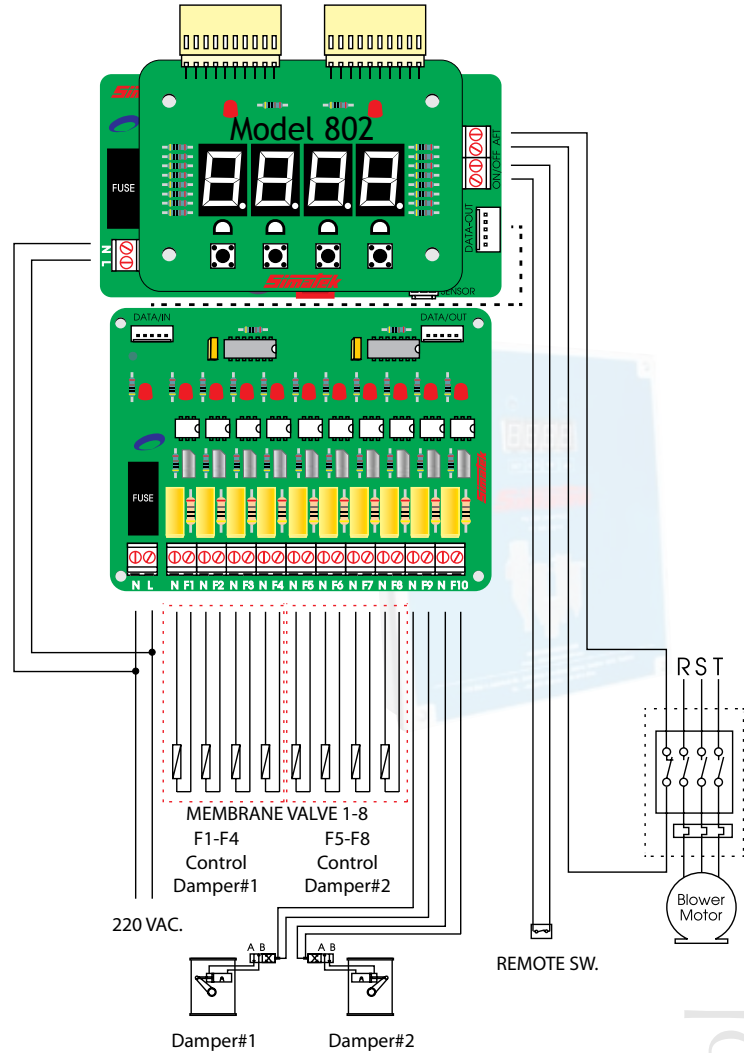 Simatek
Model 802
FUSE
N L
ON/OFF AFT
DATA-OUT
Simatek
SENSOR
DATA/IN
DATA/OUT
FUSE
Simatek
N L N F1 N F2 N F3 N F4 N F5 N F6 N F7 N F8 N F9 N F10
R S T
MEMBRANE VALVE 1-8
F1-F4
Control
Damper#1
F5-F8
Control
Damper#2
220 VAC.
Blower
Motor
A B
A B
REMOTE SW.
Damper#1
Damper#2